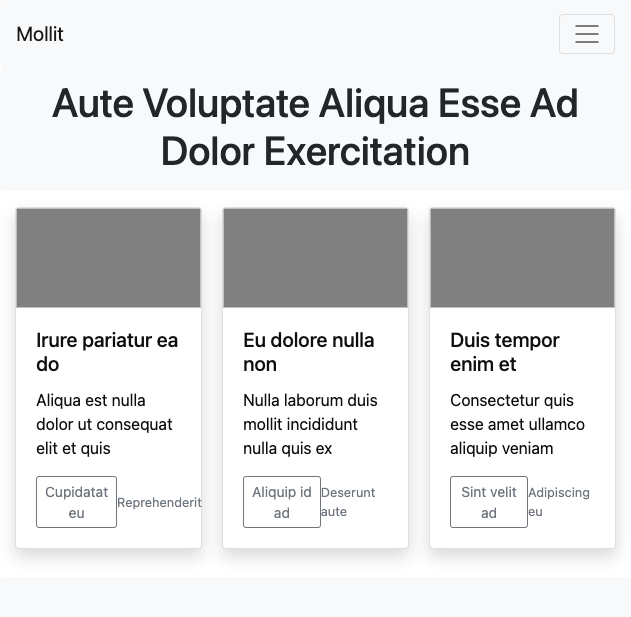 Mollit
Aute Voluptate Aliqua Esse Ad
Dolor Exercitation
Irure pariatur ea
do
Aliqua est nulla
dolor ut consequat
elit et quis
Cupidatat
eu
Reprehenderit
Eu dolore nulla
non
Nulla laborum duis
mollit incididunt
nulla quis ex
Aliquip id
ad
Deserunt
aute
Duis tempor
enim et
Consectetur quis
esse amet ullamco
aliquip veniam
Sint velit
ad
Adipiscing
eu